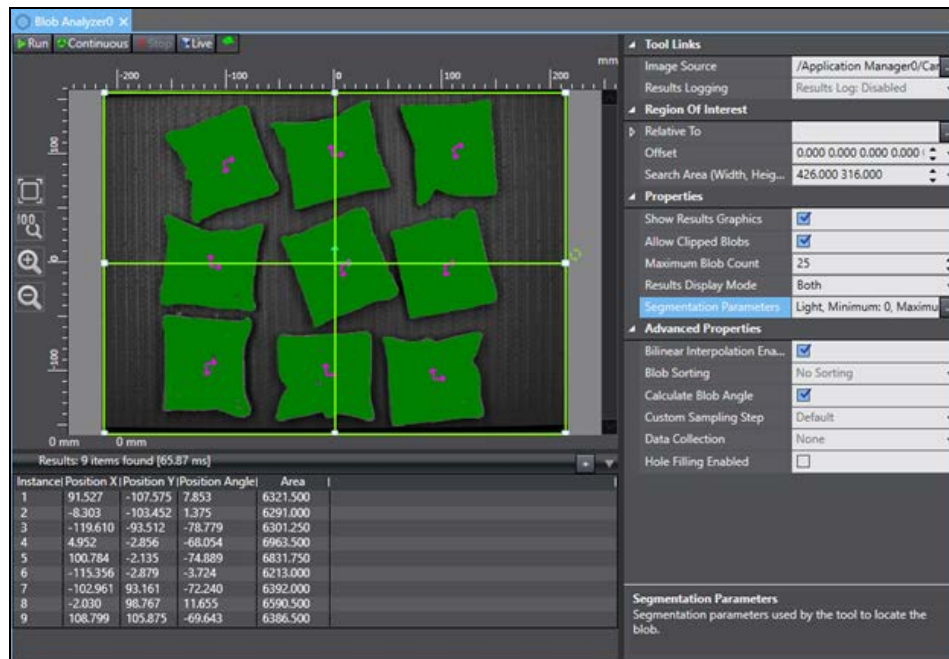 Blob Analyzer0 ×
Run Continuous Stop Live
mm
-200 -100 0 100 200
100
0
-100
0 mm 0 mm
Results: 9 items found [65.87 ms]
Instance Position X Position Y Position Angle Area
1 91.527 -107.575 7.853 6321.500
2 -8.303 -103.452 1.375 6291.000
3 -119.610 -93.512 -78.779 6301.250
4 4.952 -2.856 -68.054 6963.500
5 100.784 -2.135 -74.889 6831.750
6 -115.356 -2.879 -3.724 6213.000
7 -102.961 93.161 -72.240 6392.000
8 -2.030 98.767 11.655 6590.500
9 108.799 105.875 -69.643 6386.500
Tool Links
Image Source /Application Manager0/Car
Results Logging Results Log: Disabled
Region Of Interest
Relative To
Offset 0.000 0.000 0.000 0.000
Search Area (Width, Heig...
426.000 316.000
Properties
Show Results Graphics
Allow Clipped Blobs
Maximum Blob Count 25
Results Display Mode Both
Segmentation Parameters Light, Minimum: 0, Maximu
Advanced Properties
Bilinear Interpolation Ena...
Blob Sorting No Sorting
Calculate Blob Angle
Custom Sampling Step Default
Data Collection None
Hole Filling Enabled
Segmentation Parameters
Segmentation parameters used by the tool to locate the
blob.